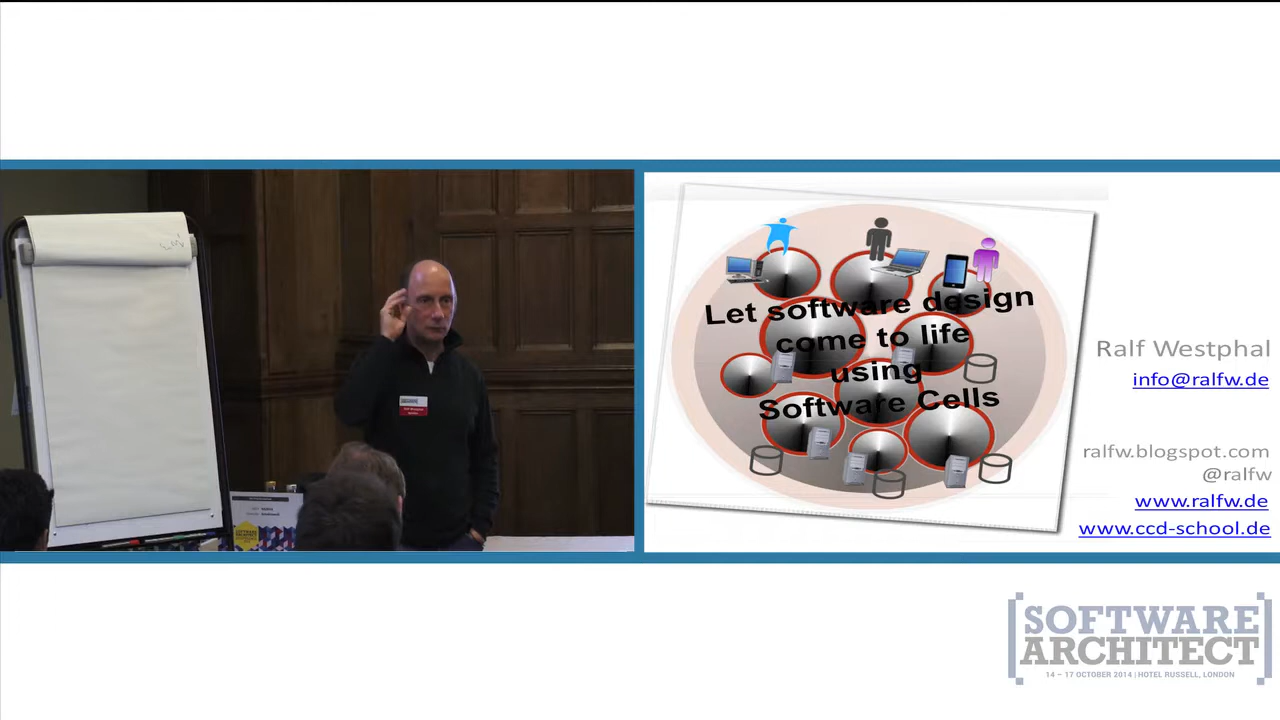 Let software design
come to life
using
Software Cells
Ralf Westphal
info@ralfw.de
ralfw.blogspot.com
@ralfw
www.ralfw.de
www.ccd-school.de
SOFTWARE
ARCHITECT
14 – 17 OCTOBER 2014 | HOTEL RUSSELL, LONDON